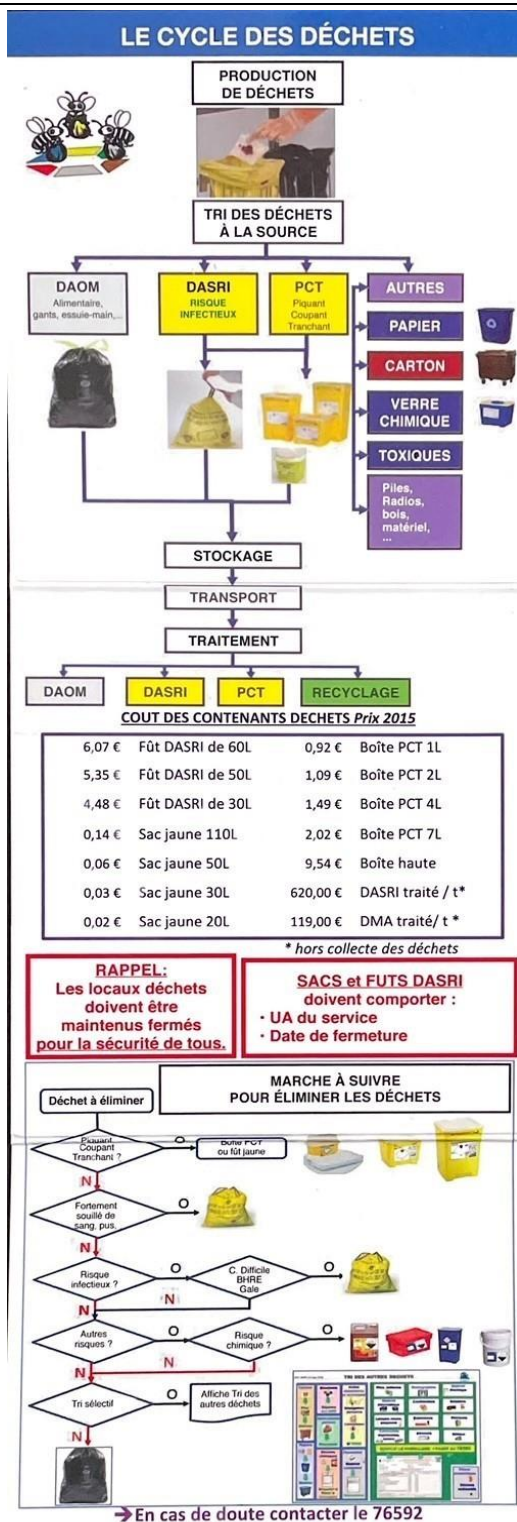 LE CYCLE DES DÉCHETS
PRODUCTION
DE DÉCHETS
TRI DES DÉCHETS
À LA SOURCE
DAOM
Alimentaire,
gants, essuie-main,...
DASRI
RISQUE
INFECTIEUX
PCT
Piquant
Coupant
Tranchant
AUTRES
PAPIER
CARTON
VERRE
CHIMIQUE
TOXIQUES
Piles,
Radios,
bois,
matériel,
...
STOCKAGE
TRANSPORT
TRAITEMENT
DAOM
DASRI
PCT
RECYCLAGE
COUT DES CONTENANTS DECHETS Prix 2015
6,07 € Fût DASRI de 60L 0,92 € Boîte PCT 1L
5,35 € Fût DASRI de 50L 1,09 € Boîte PCT 2L
4,48 € Fût DASRI de 30L 1,49 € Boîte PCT 4L
0,14 € Sac jaune 110L 2,02 € Boîte PCT 7L
0,06 € Sac jaune 50L 9,54 € Boîte haute
0,03 € Sac jaune 30L 620,00 € DASRI traité / t*
0,02 € Sac jaune 20L 119,00 € DMA traité/ t *
* hors collecte des déchets
RAPPEL:
Les locaux déchets
doivent être
maintenus fermés
pour la sécurité de tous.
SACS et FUTS DASRI
doivent comporter :
· UA du service
· Date de fermeture
MARCHE À SUIVRE
POUR ÉLIMINER LES DÉCHETS
Déchet à éliminer
Piquant
Coupant
Tranchant ?
O
Boîte PCT
ou fût jaune
N
Fortement
souillé de
sang, pus.
O
N
Risque
infectieux ?
O
C. Difficile
BHRE
Gale
O
N
N
Autres
risques ?
O
Risque
chimique ?
O
N
N
Tri sélectif
O
Affiche Tri des
autres déchets
N
TRI DES AUTRES DÉCHETS
➔En cas de doute contacter le 76592